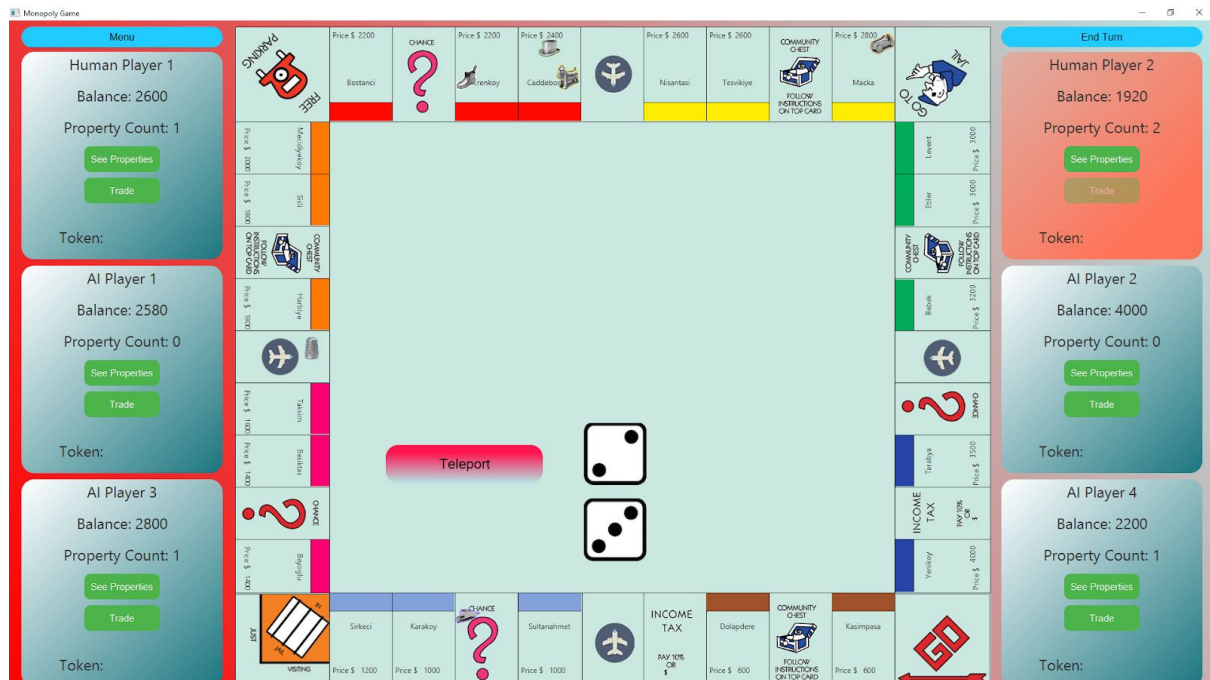 Monopoly Game
Menu
Human Player 1
Balance: 2600
Property Count: 1
See Properties
Trade
Token:
AI Player 1
Balance: 2580
Property Count: 0
See Properties
Trade
Token:
AI Player 3
Balance: 2800
Property Count: 1
See Properties
Trade
Token:
FREE
PARKING
Price $ 2200
Bostanci
CHANCE
Price $ 2200
Price $ 2400
Price $ 2600
Nisantasi
Price $ 2600
Tesvikiye
COMMUNITY
CHEST
FOLLOW
INSTRUCTIONS
ON TOP CARD
Price $ 2800
Macka
GO TO
JAIL
Mecidiyekoy
Price $ 2000
Sisli
Price $ 1800
COMMUNITY
CHEST
FOLLOW
INSTRUCTIONS
ON TOP CARD
Harbiye
Price $ 1800
Taksim
Price $ 1600
Besiktas
Price $ 1400
CHANCE
Beyoglu
Price $ 1400
Levent
Price $ 3000
Etiler
Price $ 3000
COMMUNITY
CHEST
FOLLOW
INSTRUCTIONS
ON TOP CARD
Bebek
Price $ 3200
CHANCE
Tarabya
Price $ 3500
INCOME
TAX
PAY 10%
OR
$
Yenikoy
Price $ 4000
Teleport
JUST
VISITING
IN
JAIL
Sirkeci
Price $ 1200
Karakoy
Price $ 1000
CHANCE
Sultanahmet
Price $ 1000
INCOME
TAX
PAY 10%
OR
$
Dolapdere
Price $ 600
COMMUNITY
CHEST
FOLLOW
INSTRUCTIONS
ON TOP CARD
Kasimpasa
Price $ 600
GO
End Turn
Human Player 2
Balance: 1920
Property Count: 2
See Properties
Trade
Token:
AI Player 2
Balance: 4000
Property Count: 0
See Properties
Trade
Token:
AI Player 4
Balance: 2200
Property Count: 1
See Properties
Trade
Token: